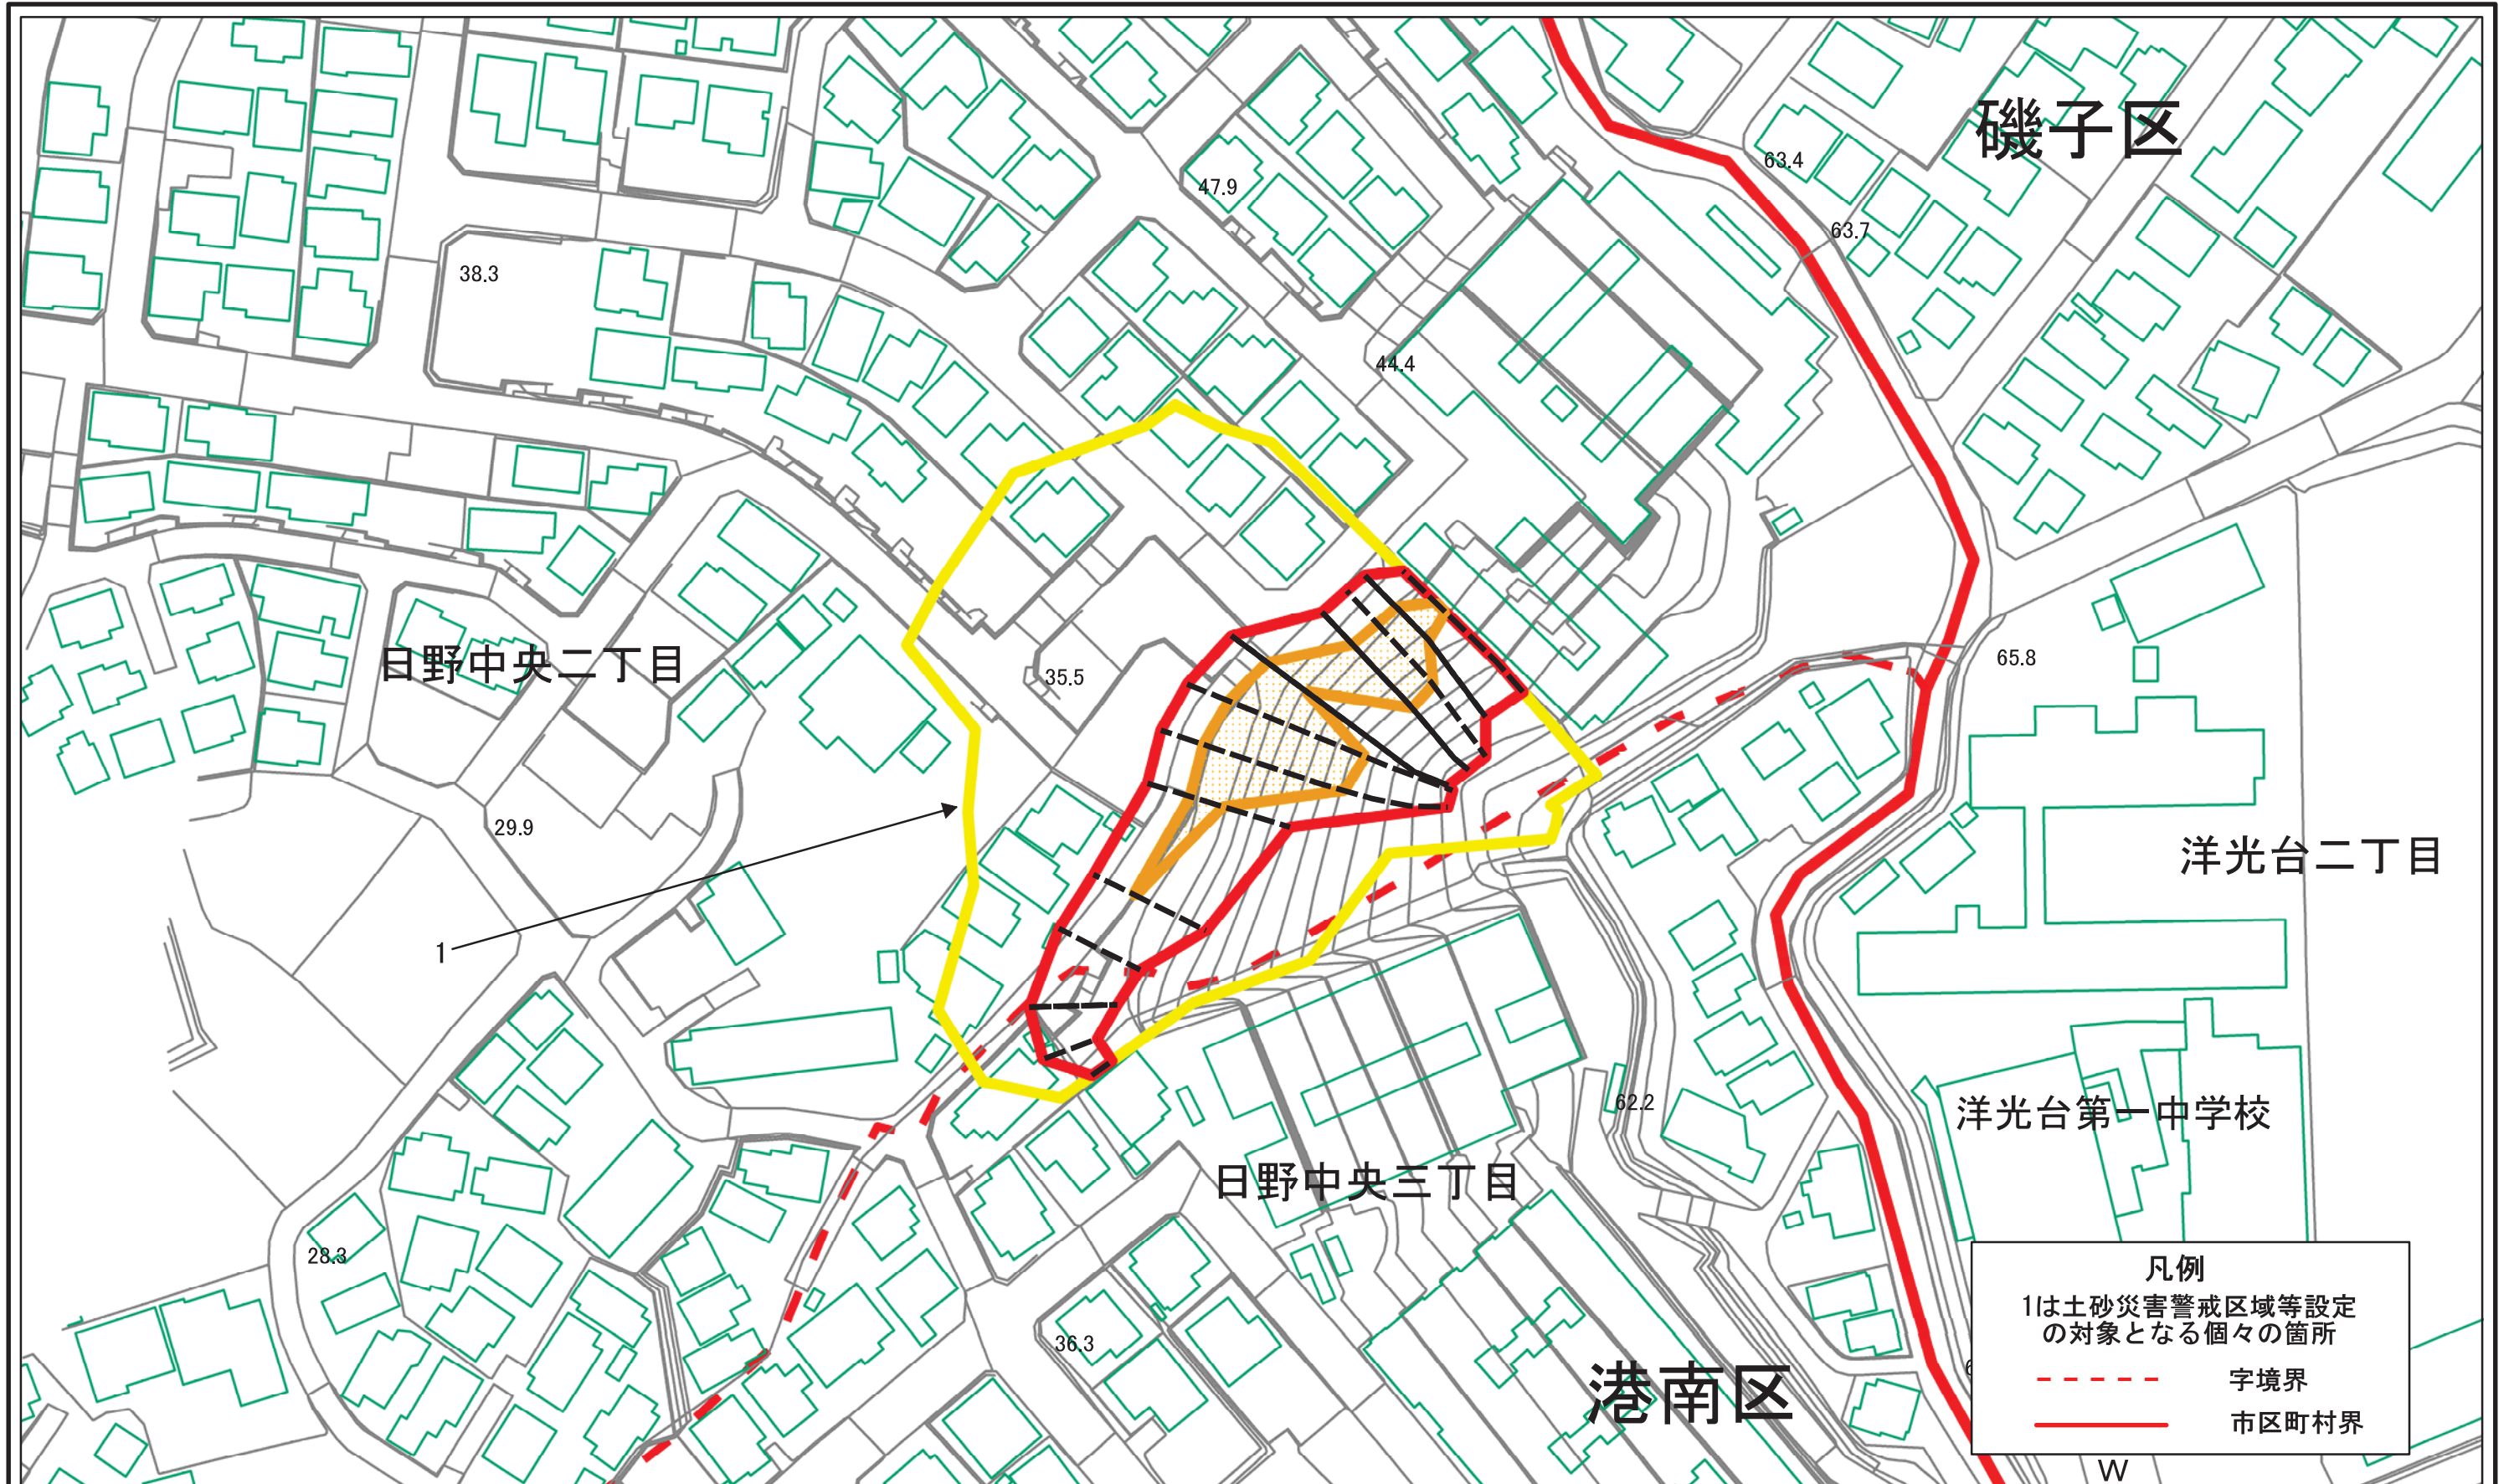 磯子区
63.4
47.9
63.7
38.3
44.4
日野中央二丁目
35.5
65.8
29.9
洋光台二丁目
1
62.2
洋光台第一中学校
日野中央三丁目
28.3
36.3
港南区
凡例
1は土砂災害警戒区域等設定
の対象となる個々の箇所
字境界
市区町村界
W